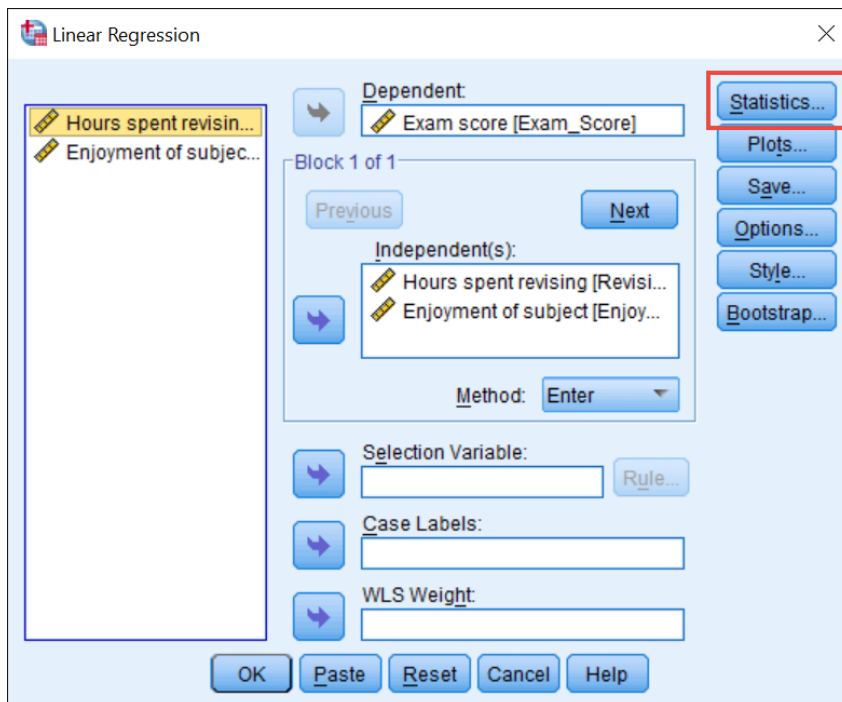 Linear Regression
Hours spent revisin...
Enjoyment of subjec...
Dependent:
Exam score [Exam_Score]
Block 1 of 1
Previous
Next
Independent(s):
Hours spent revising [Revisi...
Enjoyment of subject [Enjoy...
Method:
Enter
Selection Variable:
Rule...
Case Labels:
WLS Weight:
Statistics...
Plots...
Save...
Options...
Style...
Bootstrap...
OK
Paste
Reset
Cancel
Help